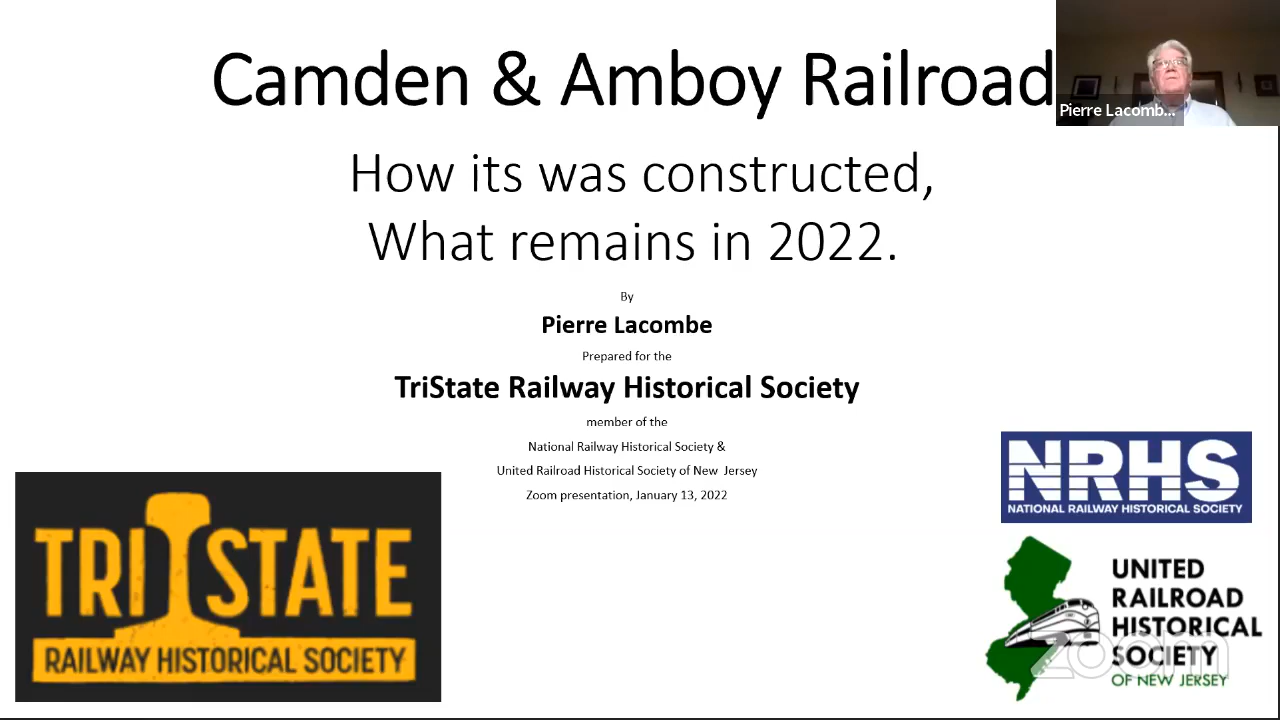 Camden & Amboy Railroad
Pierre Lacomb...
How its was constructed,
What remains in 2022.
By
Pierre Lacombe
Prepared for the
TriState Railway Historical Society
member of the
National Railway Historical Society &
United Railroad Historical Society of New Jersey
Zoom presentation, January 13, 2022
NRHS
NATIONAL RAILWAY HISTORICAL SOCIETY
TRI STATE
RAILWAY HISTORICAL SOCIETY
UNITED
RAILROAD
HISTORICAL
SOCIETY
OF NEW JERSEY
zoom